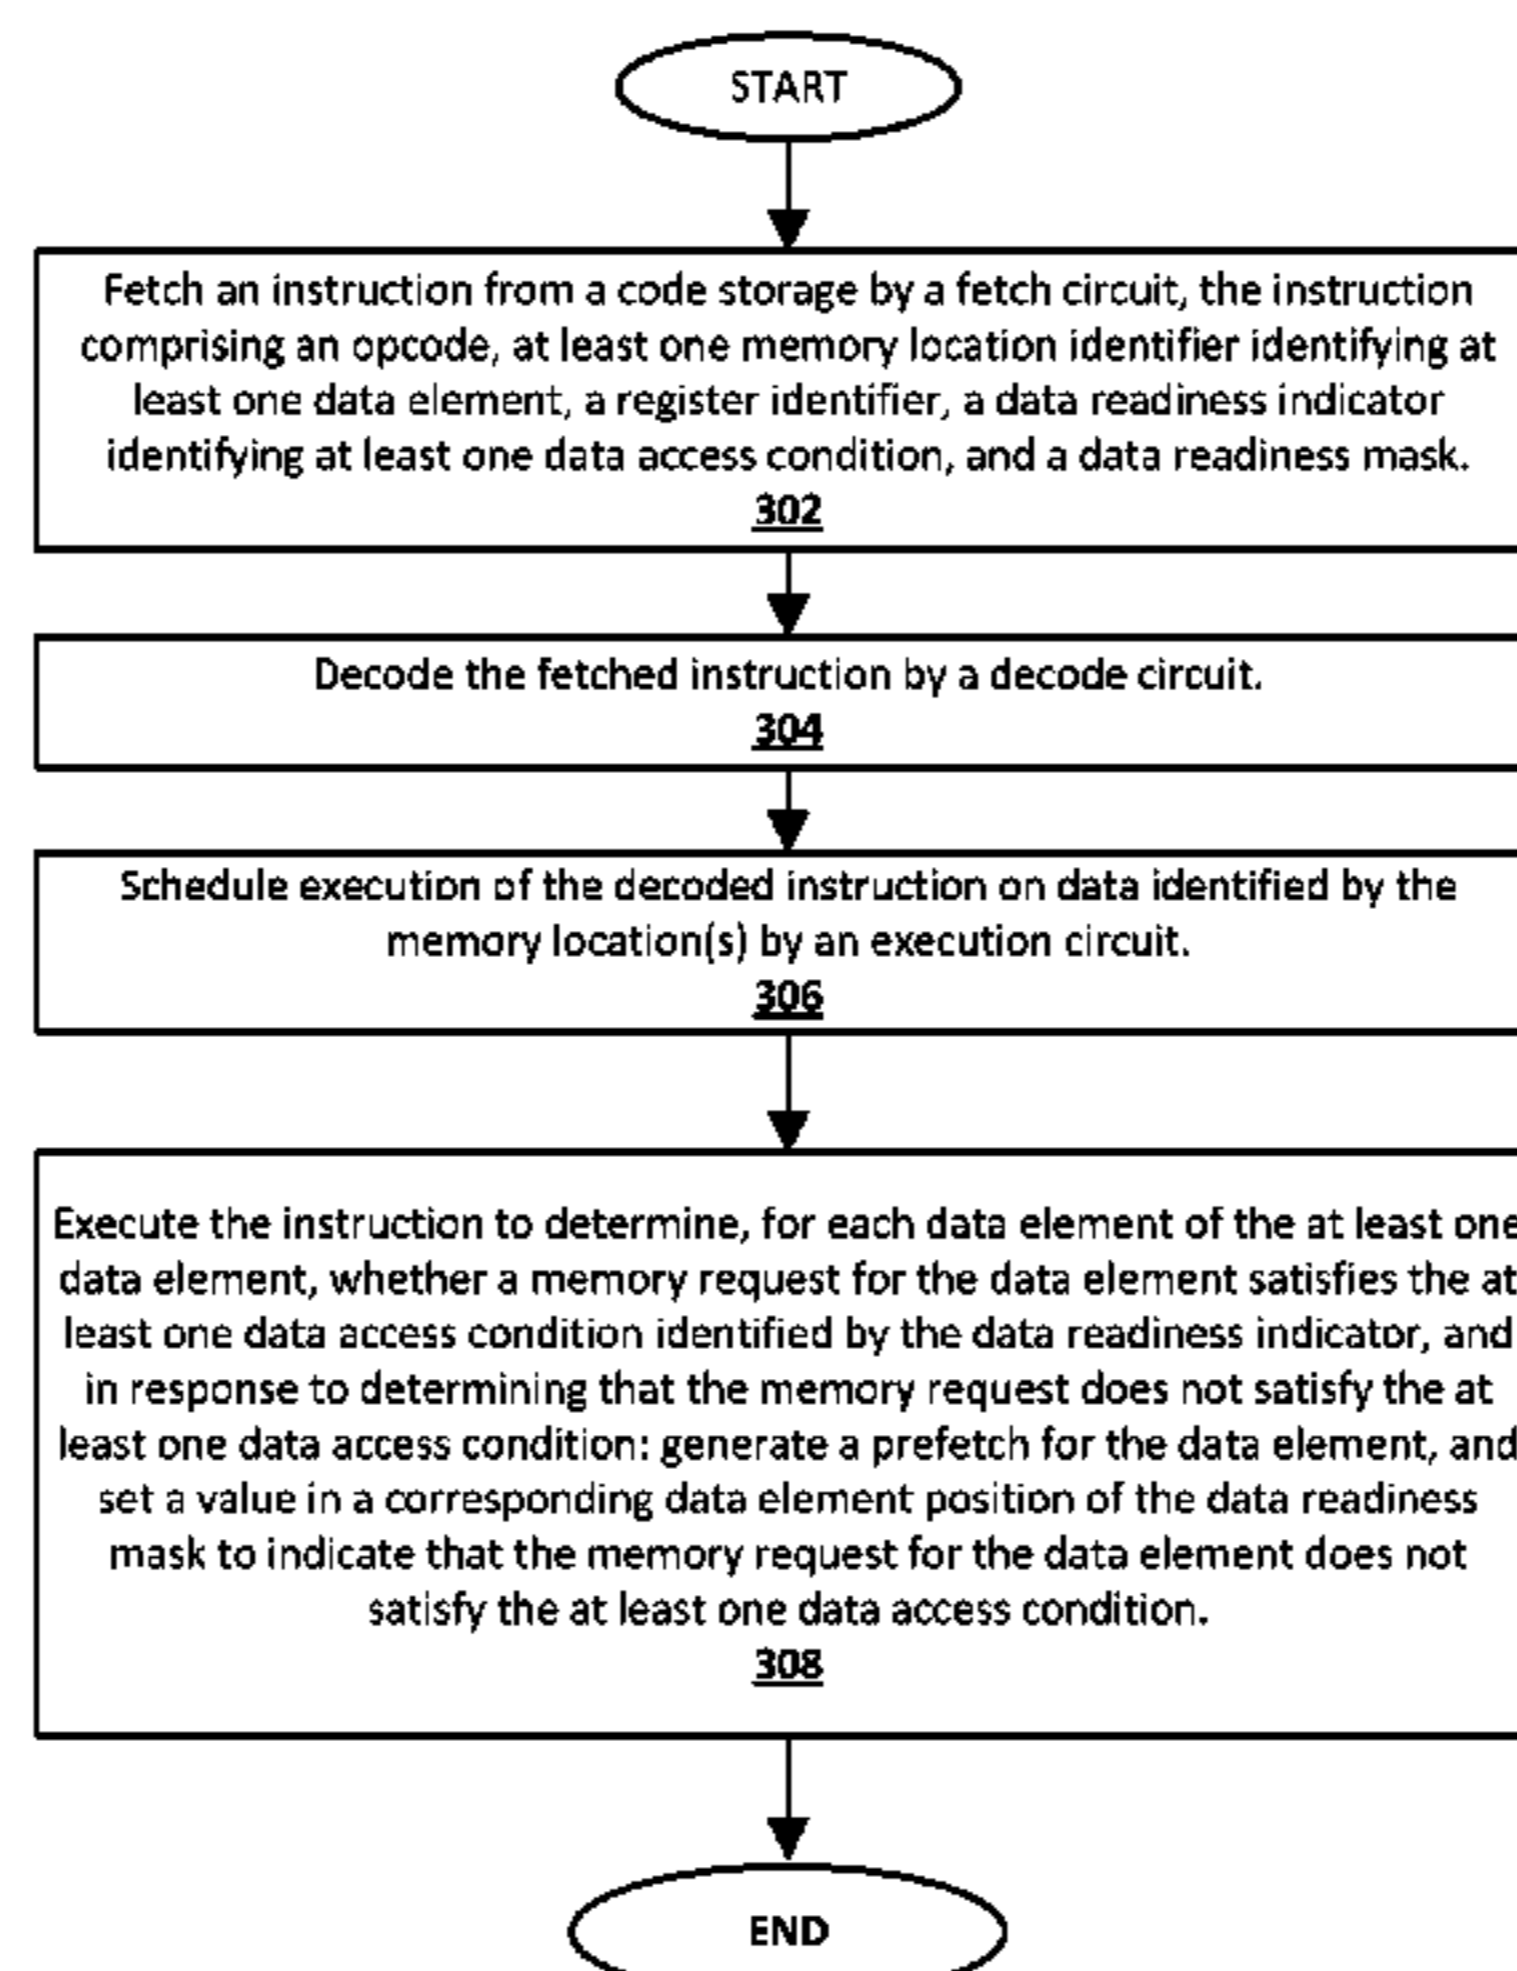 START
Fetch an instruction from a code storage by a fetch circuit, the instruction
comprising an opcode, at least one memory location identifier identifying at
least one data element, a register identifier, a data readiness indicator
identifying at least one data access condition, and a data readiness mask.
302
Decode the fetched instruction by a decode circuit.
304
Schedule execution of the decoded instruction on data identified by the
memory location(s) by an execution circuit.
306
Execute the instruction to determine, for each data element of the at least one
data element, whether a memory request for the data element satisfies the at
least one data access condition identified by the data readiness indicator, and
in response to determining that the memory request does not satisfy the at
least one data access condition: generate a prefetch for the data element, and
set a value in a corresponding data element position of the data readiness
mask to indicate that the memory request for the data element does not
satisfy the at least one data access condition.
308
END